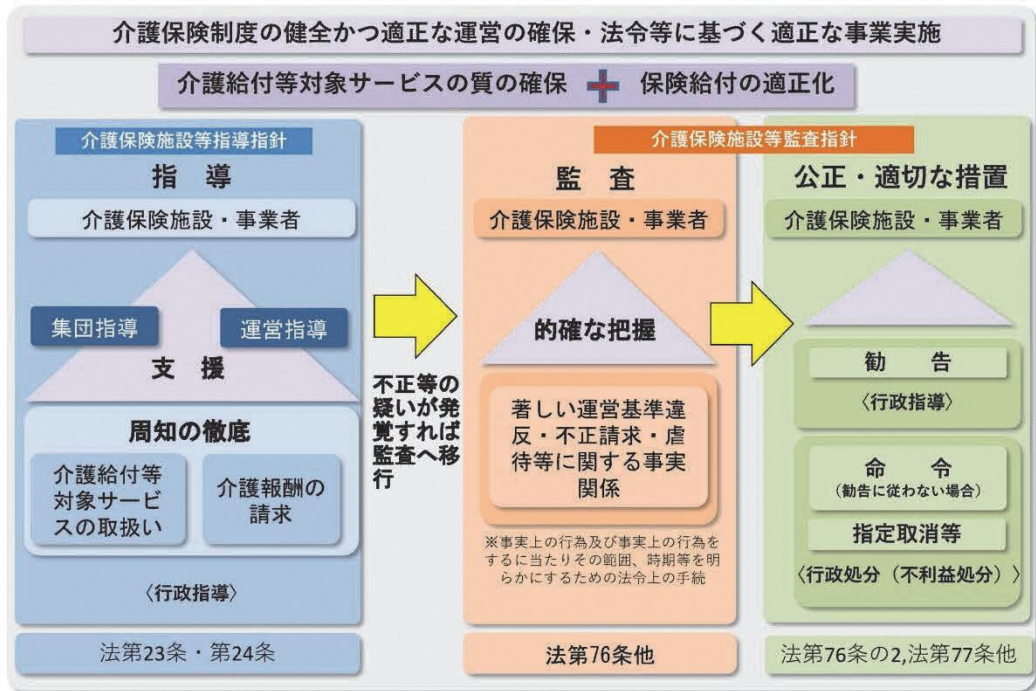 介護保険制度の健全かつ適正な運営の確保・法令等に基づく適正な事業実施
介護給付等対象サービスの質の確保 ＋ 保険給付の適正化
介護保険施設等指導指針
指 導
介護保険施設・事業者
集団指導
運営指導
支 援
周知の徹底
介護給付等
対象サービ
スの取扱い
介護報酬の
請求
〈行政指導〉
法第23条・第24条
不正等の
疑いが発
覚すれば
監査へ移
行
介護保険施設等監査指針
監 査
介護保険施設・事業者
的確な把握
著しい運営基準違
反・不正請求・虐
待等に関する事実
関係
※事実上の行為及び事実上の行為を
するに当たりその範囲、時期等を明
らかにするための法令上の手続
法第76条他
公正・適切な措置
介護保険施設・事業者
勧 告
〈行政指導〉
命 令
(勧告に従わない場合)
指定取消等
〈行政処分（不利益処分）〉
法第76条の2,法第77条他